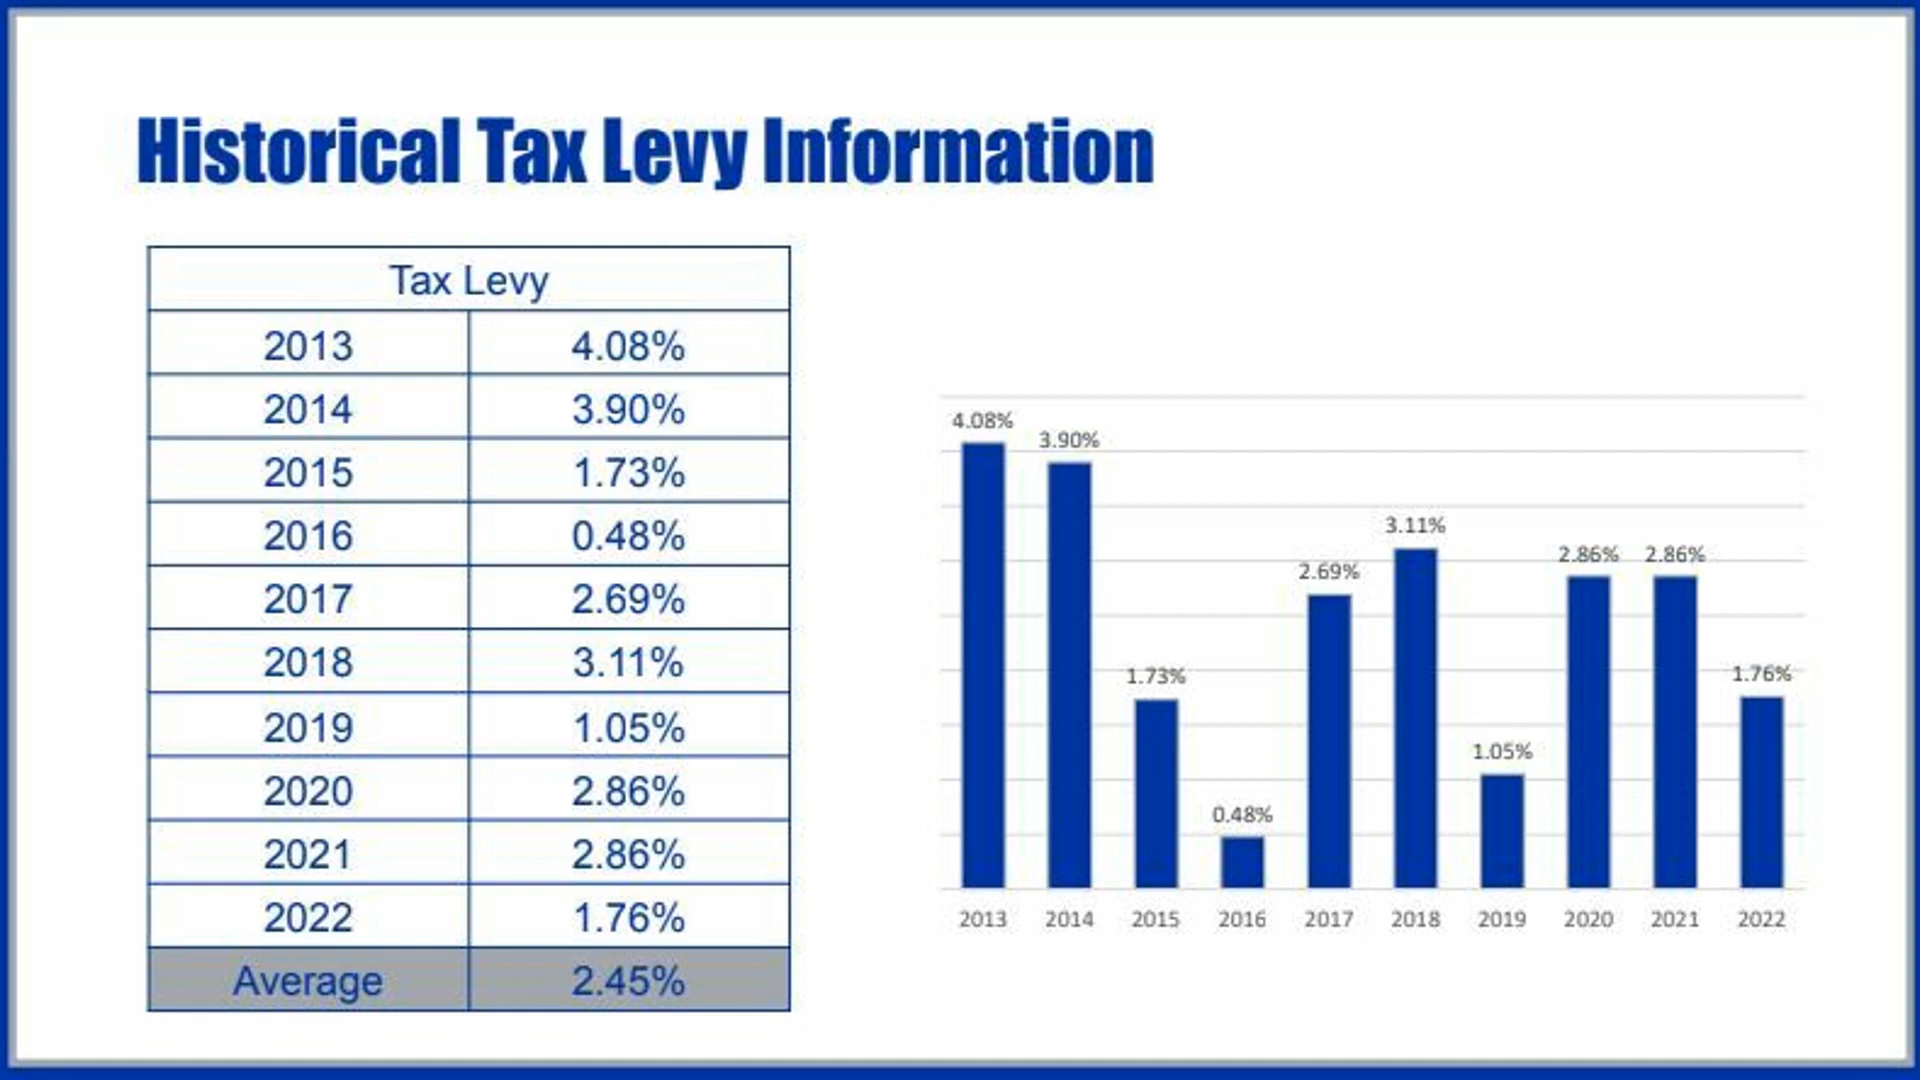 Historical Tax Levy Information
Tax Levy
2013 4.08%
2014 3.90%
2015 1.73%
2016 0.48%
2017 2.69%
2018 3.11%
2019 1.05%
2020 2.86%
2021 2.86%
2022 1.76%
Average 2.45%
4.08% 3.90% 1.73% 0.48% 2.69% 3.11% 1.05% 2.86% 2.86% 1.76%
2013 2014 2015 2016 2017 2018 2019 2020 2021 2022